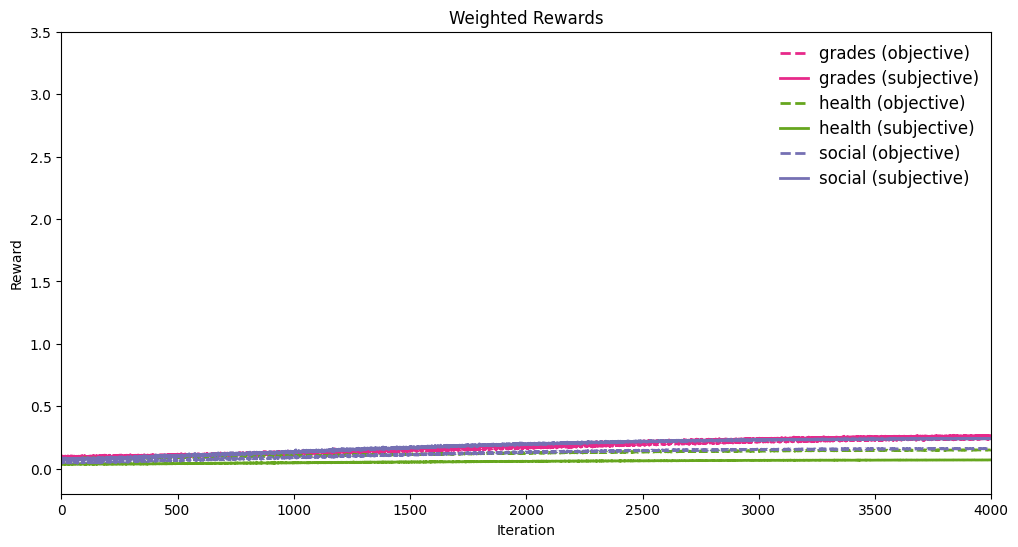 Weighted Rewards
3.5
3.0
2.5
2.0
1.5
1.0
0.5
0.0
Reward
grades (objective)
grades (subjective)
health (objective)
health (subjective)
social (objective)
social (subjective)
0 500 1000 1500 2000 2500 3000 3500 4000
Iteration